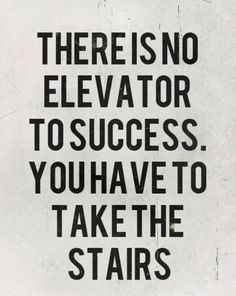 THERE IS NO
ELEVATOR
TO SUCCESS.
YOU HAVE TO
TAKE THE
STAIRS